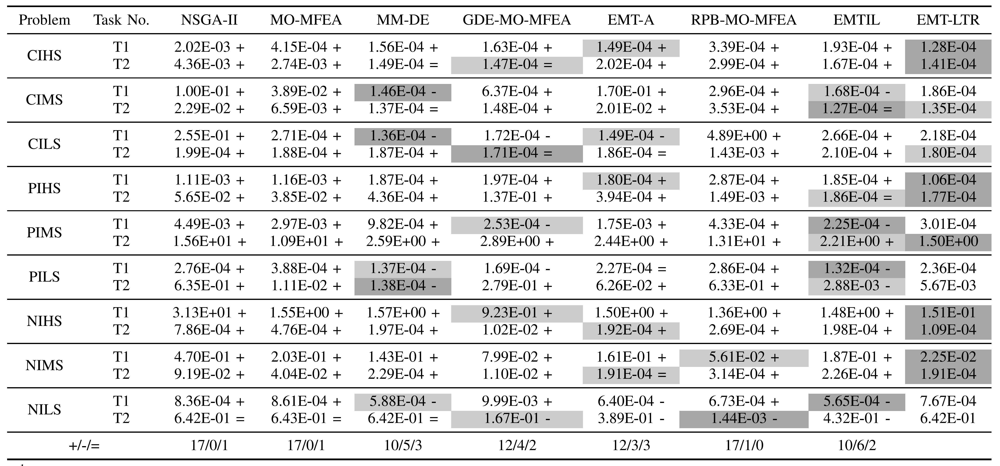 Problem Task No. NSGA-II MO-MFEA MM-DE GDE-MO-MFEA EMT-A RPB-MO-MFEA EMTIL EMT-LTR
CIHS T1 2.02E-03 + 4.15E-04 + 1.56E-04 + 1.63E-04 + 1.49E-04 + 3.39E-04 + 1.93E-04 + 1.28E-04
T2 4.36E-03 + 2.74E-03 + 1.49E-04 = 1.47E-04 = 2.02E-04 + 2.99E-04 + 1.67E-04 + 1.41E-04
CIMS T1 1.00E-01 + 3.89E-02 + 1.46E-04 - 6.37E-04 + 1.70E-01 + 2.96E-04 + 1.68E-04 - 1.86E-04
T2 2.29E-02 + 6.59E-03 + 1.37E-04 = 1.48E-04 + 2.01E-02 + 3.53E-04 + 1.27E-04 = 1.35E-04
CILS T1 2.55E-01 + 2.71E-04 + 1.36E-04 - 1.72E-04 - 1.49E-04 - 4.89E+00 + 2.66E-04 + 2.18E-04
T2 1.99E-04 + 1.88E-04 + 1.87E-04 + 1.71E-04 = 1.86E-04 = 1.43E-03 + 2.10E-04 + 1.80E-04
PIHS T1 1.11E-03 + 1.16E-03 + 1.87E-04 + 1.97E-04 + 1.80E-04 + 2.87E-04 + 1.85E-04 + 1.06E-04
T2 5.65E-02 + 3.85E-02 + 4.36E-04 + 1.37E-01 + 3.94E-04 + 1.49E-03 + 1.86E-04 = 1.77E-04
PIMS T1 4.49E-03 + 2.97E-03 + 9.82E-04 + 2.53E-04 - 1.75E-03 + 4.33E-04 + 2.25E-04 - 3.01E-04
T2 1.56E+01 + 1.09E+01 + 2.59E+00 + 2.89E+00 + 2.44E+00 + 1.31E+01 + 2.21E+00 + 1.50E+00
PILS T1 2.76E-04 + 3.88E-04 + 1.37E-04 - 1.69E-04 - 2.27E-04 = 2.86E-04 + 1.32E-04 - 2.36E-04
T2 6.35E-01 + 1.11E-02 + 1.38E-04 - 2.79E-01 + 6.26E-02 + 6.33E-01 + 2.88E-03 - 5.67E-03
NIHS T1 3.13E+01 + 1.55E+00 + 1.57E+00 + 9.23E-01 + 1.50E+00 + 1.36E+00 + 1.48E+00 + 1.51E-01
T2 7.86E-04 + 4.76E-04 + 1.97E-04 + 1.02E-02 + 1.92E-04 + 2.69E-04 + 1.98E-04 + 1.09E-04
NIMS T1 4.70E-01 + 2.03E-01 + 1.43E-01 + 7.99E-02 + 1.61E-01 + 5.61E-02 + 1.87E-01 + 2.25E-02
T2 9.19E-02 + 4.04E-02 + 2.29E-04 + 1.10E-02 + 1.91E-04 = 3.14E-04 + 2.26E-04 + 1.91E-04
NILS T1 8.36E-04 + 8.61E-04 + 5.88E-04 - 9.99E-03 + 6.40E-04 - 6.73E-04 + 5.65E-04 - 7.67E-04
T2 6.42E-01 = 6.43E-01 = 6.42E-01 = 1.67E-01 - 3.89E-01 - 1.44E-03 - 4.32E-01 - 6.42E-01
+/-/= 17/0/1 17/0/1 10/5/3 12/4/2 12/3/3 17/1/0 10/6/2